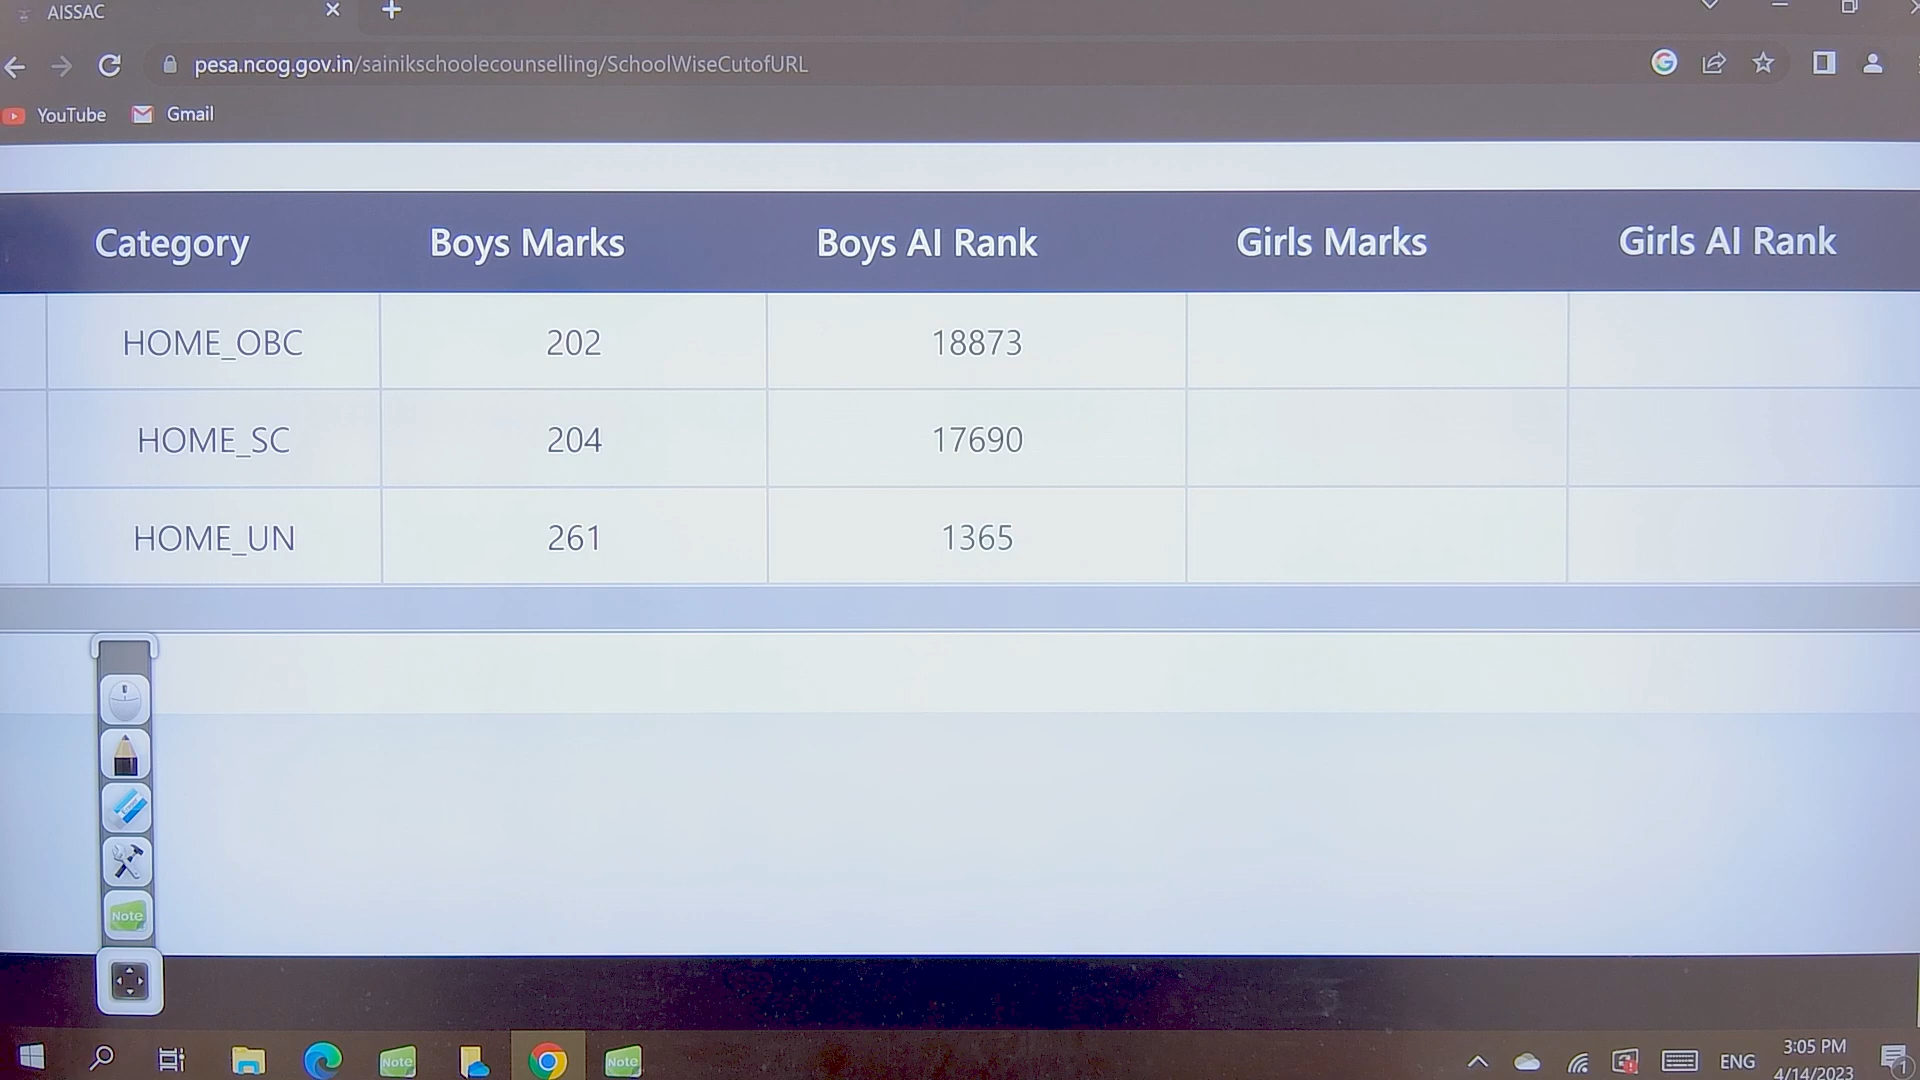 AISSAC
pesa.ncog.gov.in/sainikschoolecounselling/SchoolWiseCutofURL
YouTube Gmail
Category Boys Marks Boys AI Rank Girls Marks Girls AI Rank
HOME_OBC 202 18873
HOME_SC 204 17690
HOME_UN 261 1365
Note
Note Note ENG 3:05 PM
4/14/2023 1